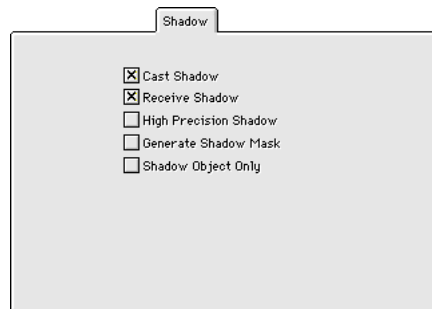 Shadow
Cast Shadow
Receive Shadow
High Precision Shadow
Generate Shadow Mask
Shadow Object Only